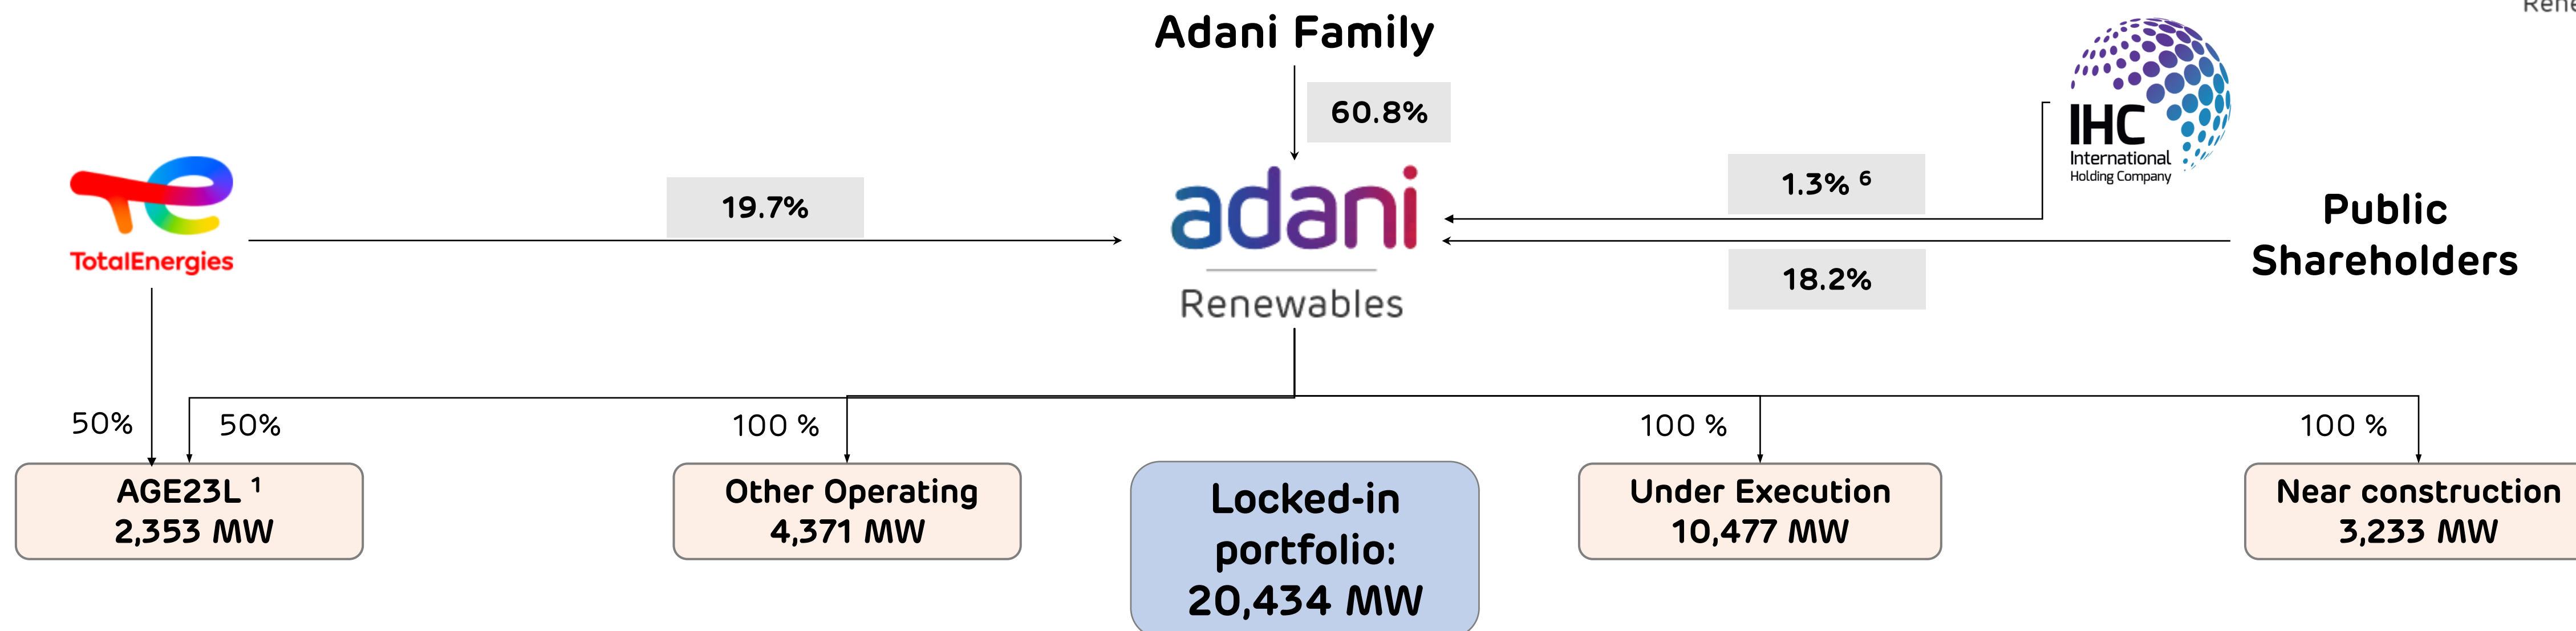 Rene
Adani Family
60.8%
IHC
International
Holding Company
TotalEnergies
19.7%
adani
Renewables
1.3% 6
18.2%
Public
Shareholders
50%
50%
100 %
100 %
100 %
AGE23L 1
2,353 MW
Other Operating
4,371 MW
Locked-in
portfolio:
20,434 MW
Under Execution
10,477 MW
Near construction
3,233 MW